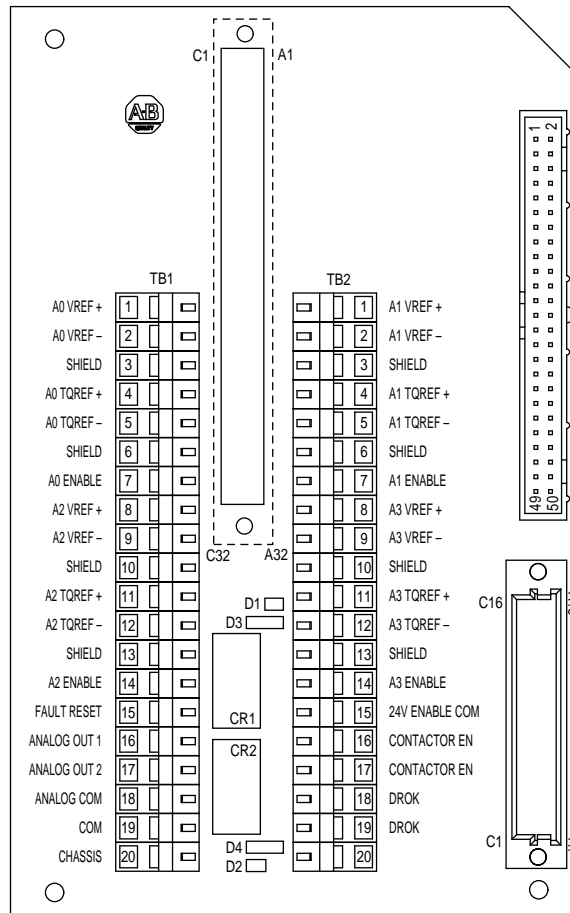 C1 A1
A-B
QUALITY
1 2
TB1 TB2
A0 VREF + 1 1 A1 VREF +
A0 VREF – 2 2 A1 VREF –
SHIELD 3 3 SHIELD
A0 TQREF + 4 4 A1 TQREF +
A0 TQREF – 5 5 A1 TQREF –
SHIELD 6 6 SHIELD
A0 ENABLE 7 7 A1 ENABLE
A2 VREF + 8 8 A3 VREF +
49 50
A2 VREF – 9 9 A3 VREF –
C32 A32
SHIELD 10 10 SHIELD
A2 TQREF + 11 D1 11 A3 TQREF +
C16
A2 TQREF – 12 D3 12 A3 TQREF –
SHIELD 13 13 SHIELD
A2 ENABLE 14 14 A3 ENABLE
FAULT RESET 15 CR1 15 24V ENABLE COM
ANALOG OUT 1 16 CR2 16 CONTACTOR EN
ANALOG OUT 2 17 17 CONTACTOR EN
ANALOG COM 18 18 DROK
COM 19 19 DROK
C1
CHASSIS 20 D4 20
D2